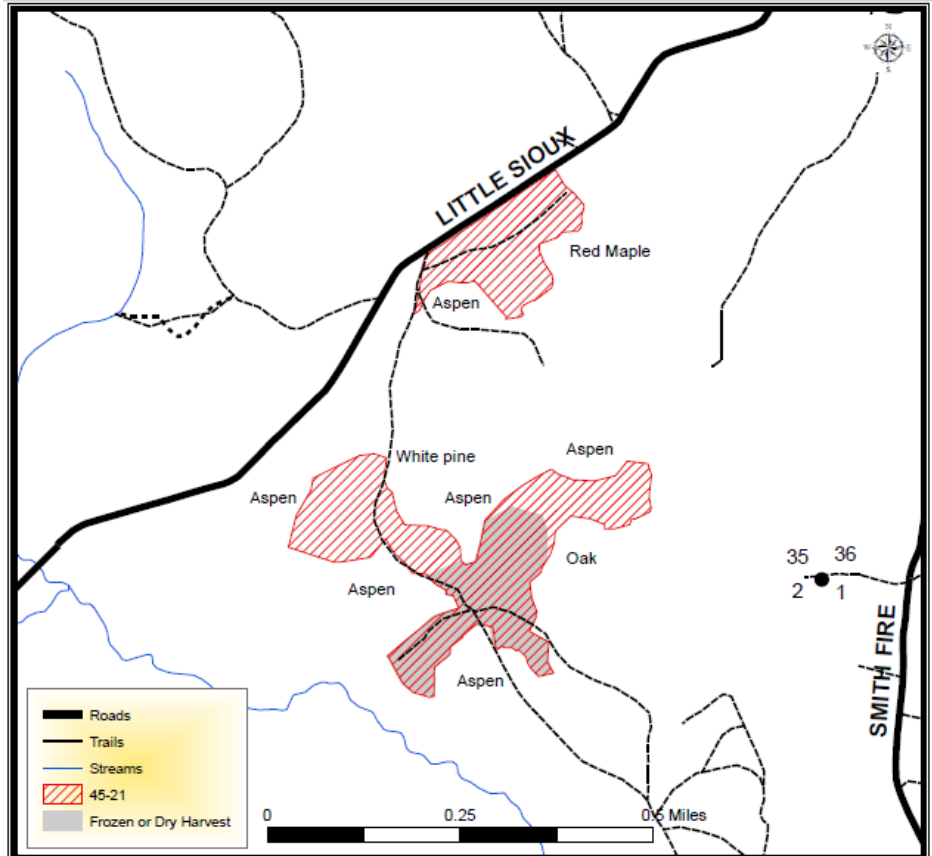 N
W E
S
LITTLE SIOUX
Red Maple
Aspen
White pine
Aspen
Aspen
Aspen
Oak
Aspen
35 36
2 1
Aspen
SMITH FIRE
Roads
Trails
Streams
45-21
Frozen or Dry Harvest
0 0.25 0.5 Miles